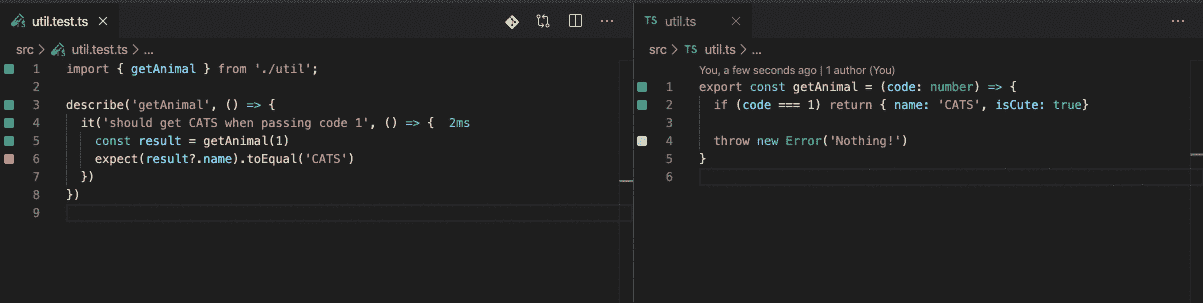 util.test.ts
src > util.test.ts > ...
1 import { getAnimal } from './util';
2
3 describe('getAnimal', () => {
4 it('should get CATS when passing code 1', () => { 2ms
5 const result = getAnimal(1)
6 expect(result?.name).toEqual('CATS')
7 })
8 })
9
TS util.ts
src > TS util.ts > ...
You, a few seconds ago | 1 author (You)
1 export const getAnimal = (code: number) => {
2 if (code === 1) return { name: 'CATS', isCute: true}
3
4 throw new Error('Nothing!')
5 }
6